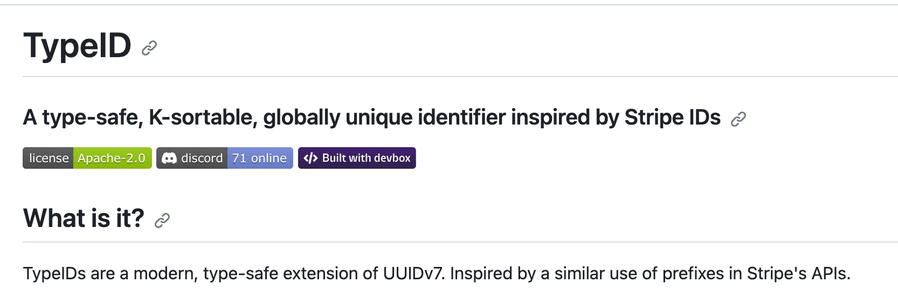 TypeID
A type-safe, K-sortable, globally unique identifier inspired by Stripe IDs
license Apache-2.0 discord 71 online Built with devbox
What is it?
TypeIDs are a modern, type-safe extension of UUIDv7. Inspired by a similar use of prefixes in Stripe's APIs.